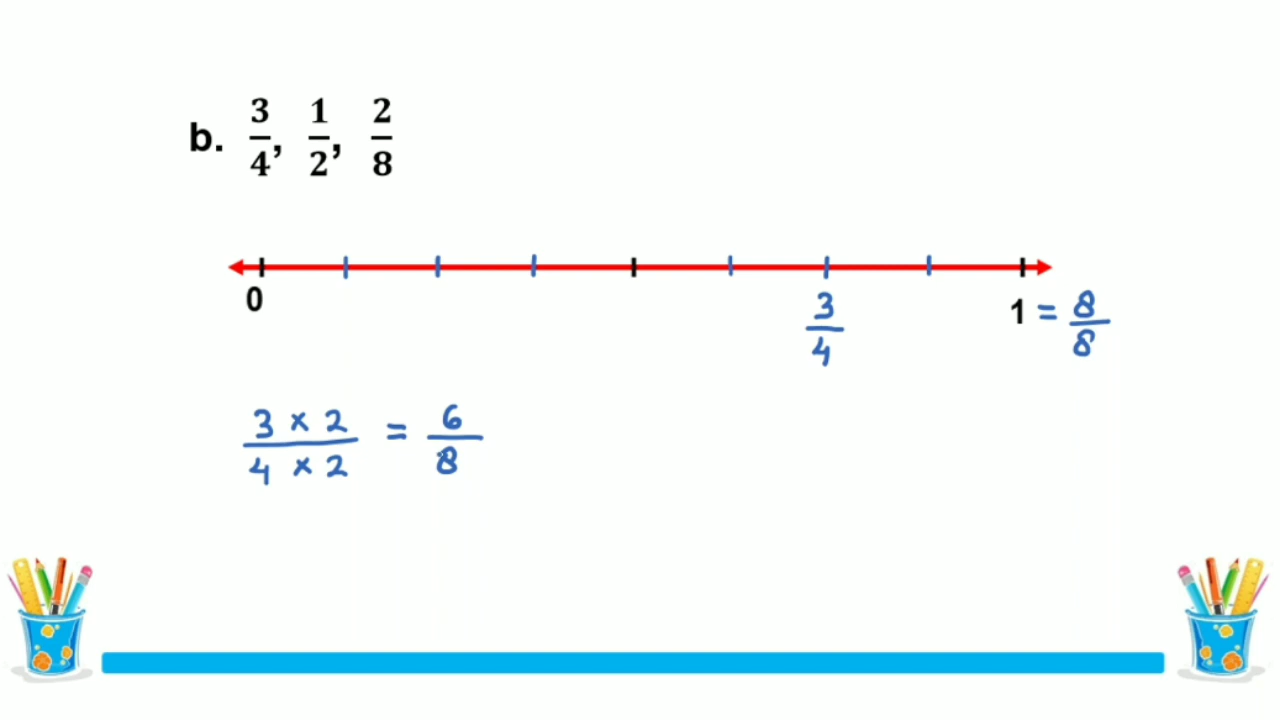 b. 3/4, 1/2, 2/8
0 3/4 1 = 8/8
3 × 2 / 4 × 2 = 6/8